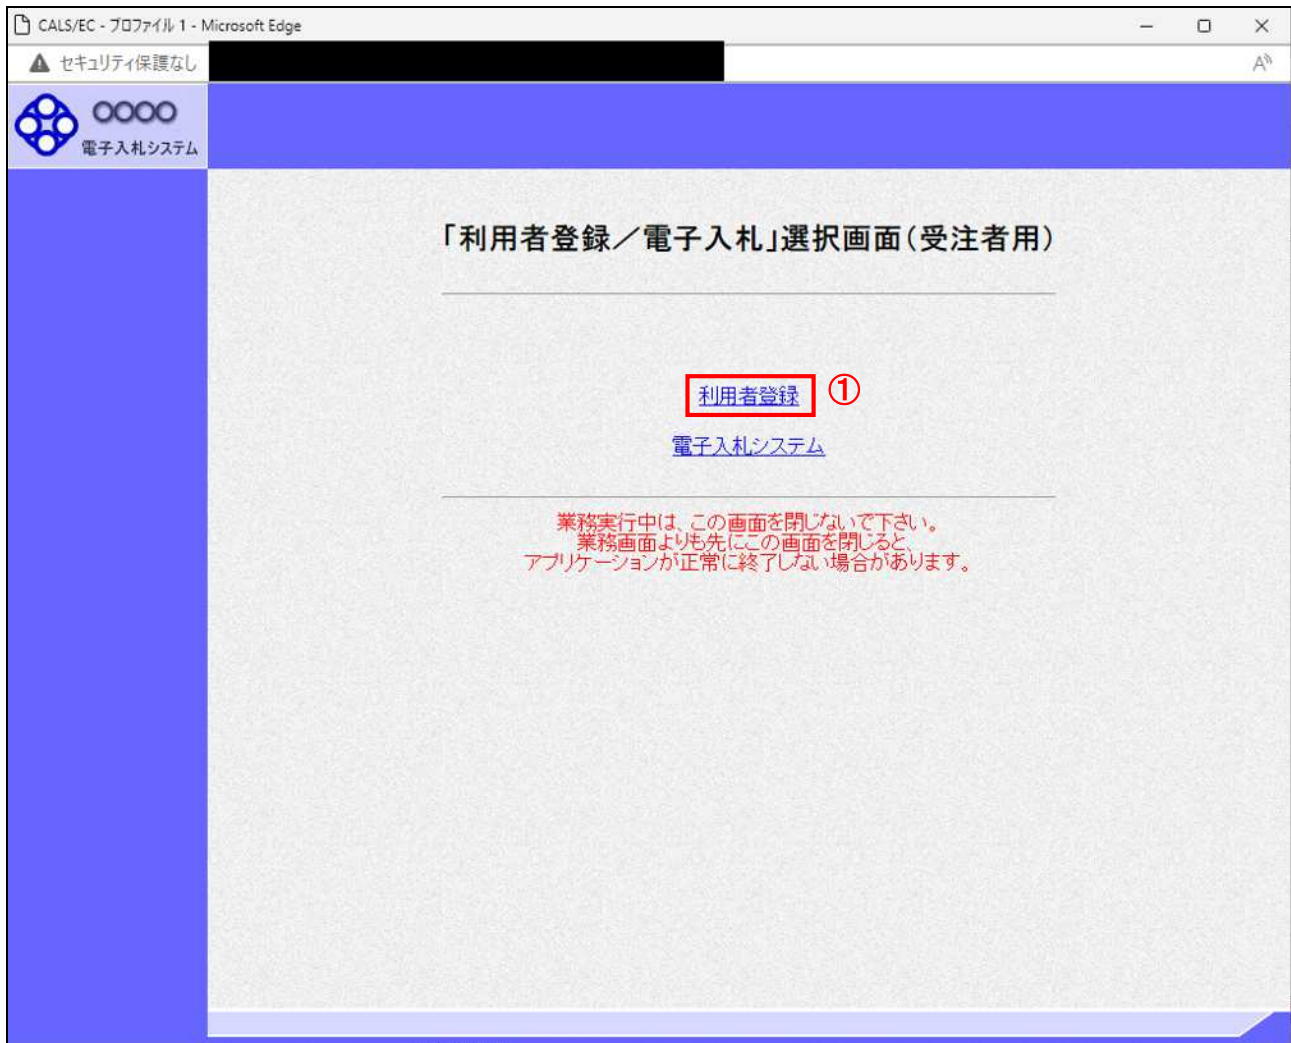 CALS/EC - プロファイル 1 - Microsoft Edge
セキュリティ保護なし
○○○○
電子入札システム
「利用者登録／電子入札」選択画面（受注者用）
利用者登録 ①
電子入札システム
業務実行中は、この画面を閉じないで下さい。
業務画面よりも先にこの画面を閉じると、
アプリケーションが正常に終了しない場合があります。